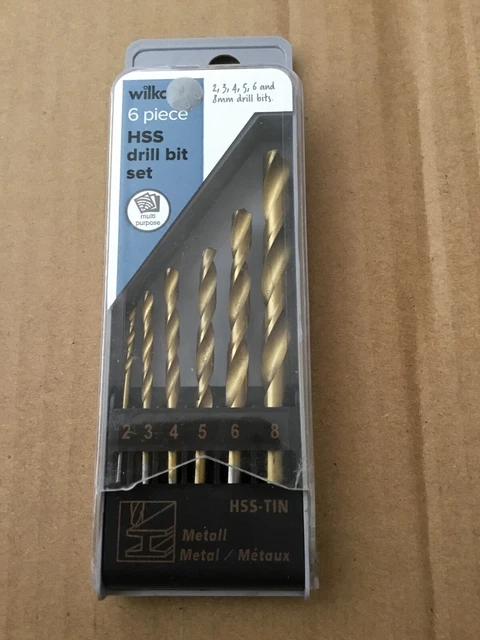 2, 3, 4, 5, 6 and
8mm drill bits.
6 piece
HSS
drill bit
set
multi
purpose
2 3 4 5 6 8
HSS-TIN
Metall
Metal / Métaux